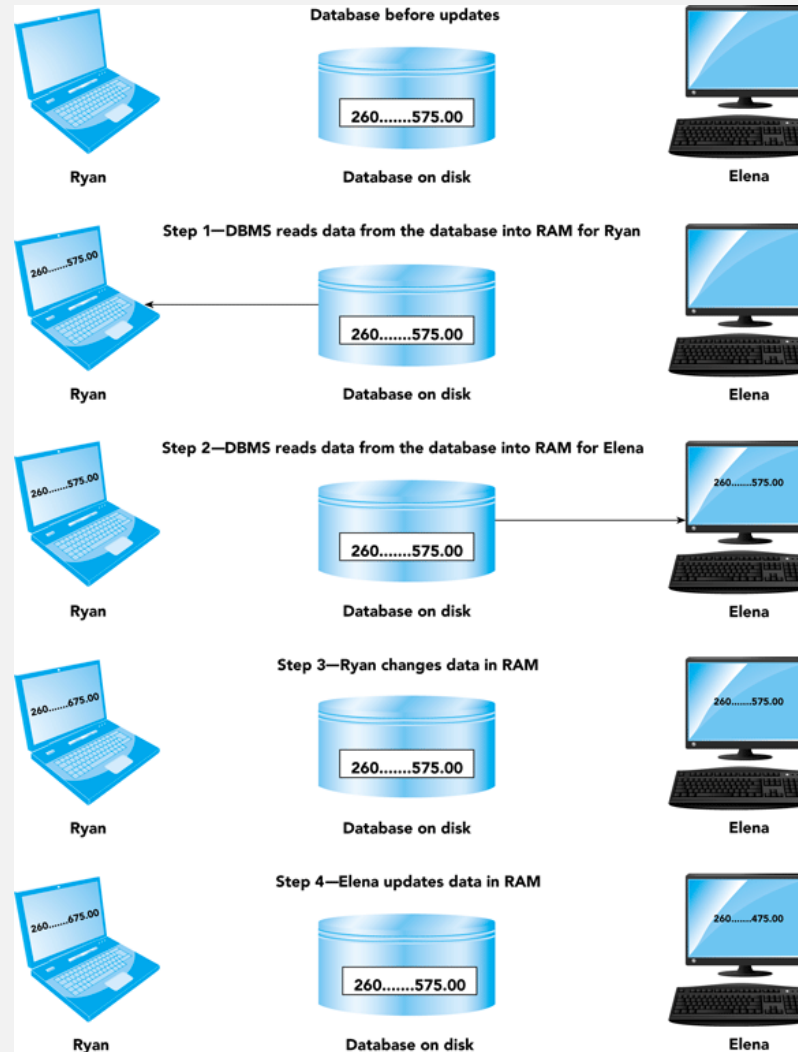 Database before updates
260.......575.00
Ryan
Database on disk
Elena
Step 1—DBMS reads data from the database into RAM for Ryan
260.......575.00
260.......575.00
Ryan
Database on disk
Elena
Step 2—DBMS reads data from the database into RAM for Elena
260.......575.00
260.......575.00
260.......575.00
Ryan
Database on disk
Elena
Step 3—Ryan changes data in RAM
260.......675.00
260.......575.00
260.......575.00
Ryan
Database on disk
Elena
Step 4—Elena updates data in RAM
260.......675.00
260.......575.00
260.......475.00
Ryan
Database on disk
Elena